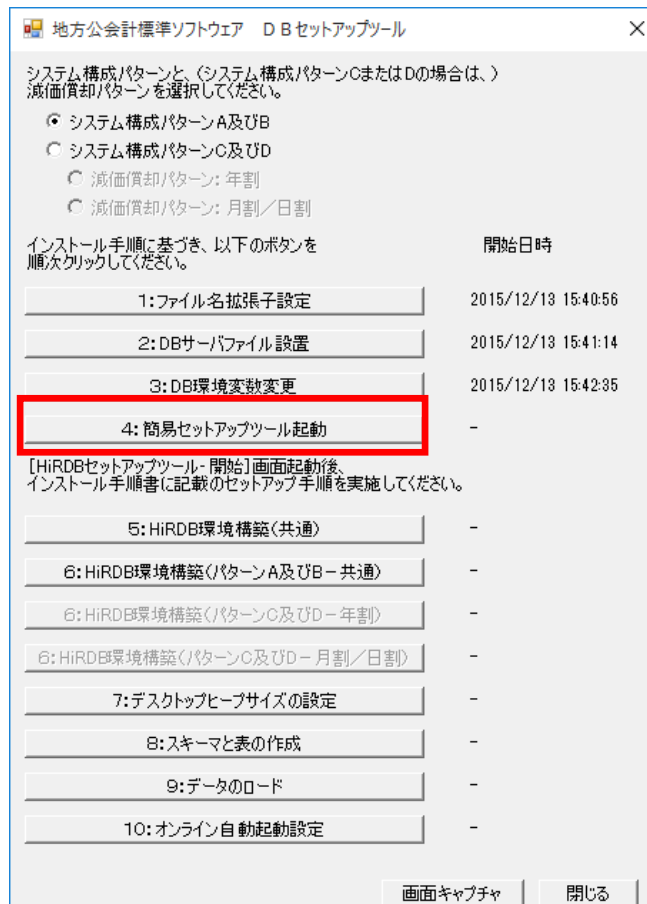 地方公会計標準ソフトウェア　DBセットアップツール
システム構成パターンと、(システム構成パターンCまたはDの場合は、)
減価償却パターンを選択してください。
システム構成パターンA及びB
システム構成パターンC及びD
減価償却パターン: 年割
減価償却パターン: 月割／日割
インストール手順に基づき、以下のボタンを
順次クリックしてください。
開始日時
1:ファイル名拡張子設定 2015/12/13 15:40:56
2:DBサーバファイル設置 2015/12/13 15:41:14
3:DB環境変数変更 2015/12/13 15:42:35
4:簡易セットアップツール起動 -
[HiRDBセットアップツール-開始]画面起動後、
インストール手順書に記載のセットアップ手順を実施してください。
5:HiRDB環境構築(共通) -
6:HiRDB環境構築(パターンA及びB－共通) -
6:HiRDB環境構築(パターンC及びD－年割) -
6:HiRDB環境構築(パターンC及びD－月割／日割) -
7:デスクトップヒープサイズの設定 -
8:スキーマと表の作成 -
9:データのロード -
10:オンライン自動起動設定 -
画面キャプチャ 閉じる